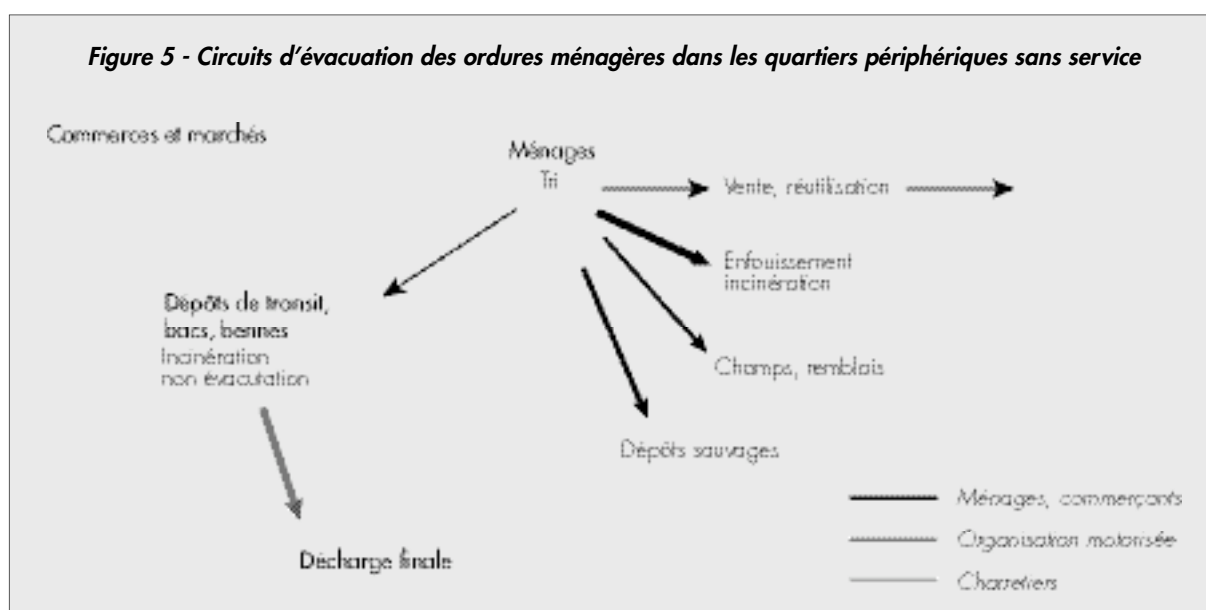 Figure 5 - Circuits d'évacuation des ordures ménagères dans les quartiers périphériques sans service
Commerces et marchés
Ménages
Tri
Vente, réutilisation
Enfouissement
incinération
Dépôts de transit,
bacs, bennes
Incinération
non évacutation
Champs, remblais
Dépôts sauvages
Décharge finale
Ménages, commerçants
Organisation motorisée
Charretiers